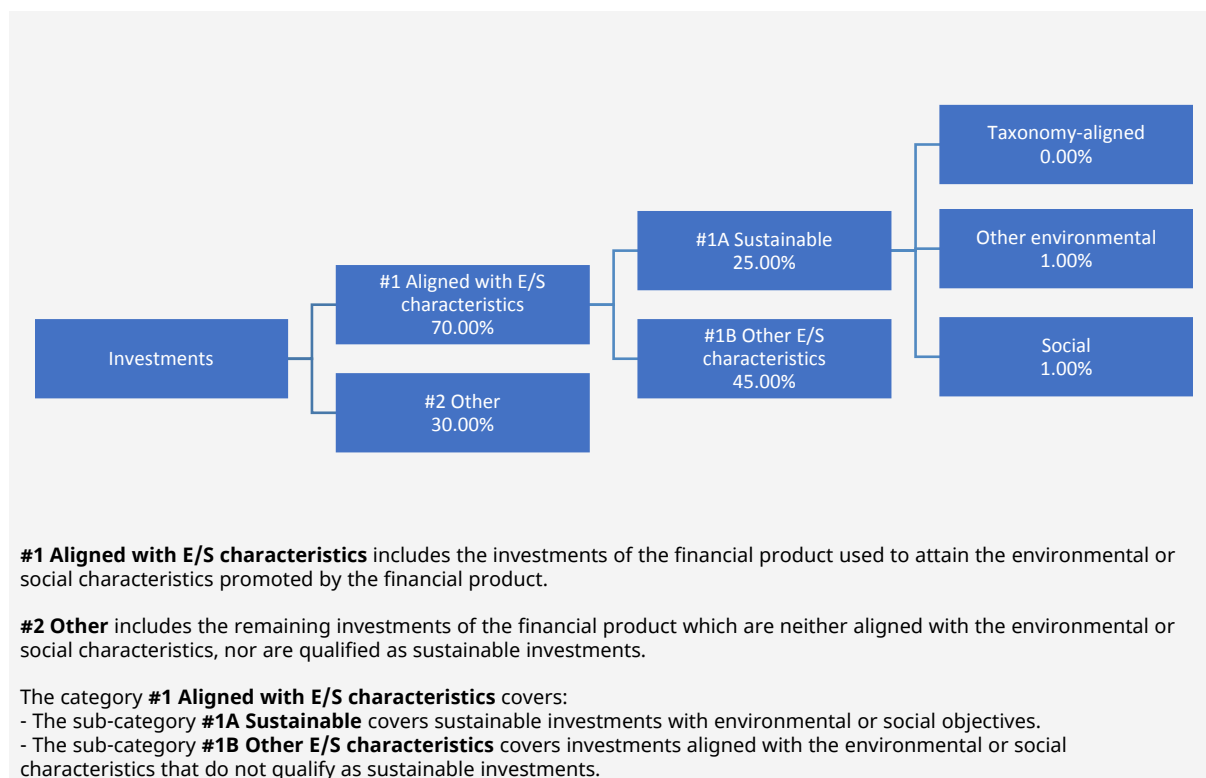 Taxonomy-aligned
0.00%
#1A Sustainable
25.00%
Other environmental
1.00%
#1 Aligned with E/S
characteristics
70.00%
Investments
#1B Other E/S
characteristics
45.00%
Social
1.00%
#2 Other
30.00%
#1 Aligned with E/S characteristics includes the investments of the financial product used to attain the environmental or
social characteristics promoted by the financial product.
#2 Other includes the remaining investments of the financial product which are neither aligned with the environmental or
social characteristics, nor are qualified as sustainable investments.
The category #1 Aligned with E/S characteristics covers:
- The sub-category #1A Sustainable covers sustainable investments with environmental or social objectives.
- The sub-category #1B Other E/S characteristics covers investments aligned with the environmental or social
characteristics that do not qualify as sustainable investments.